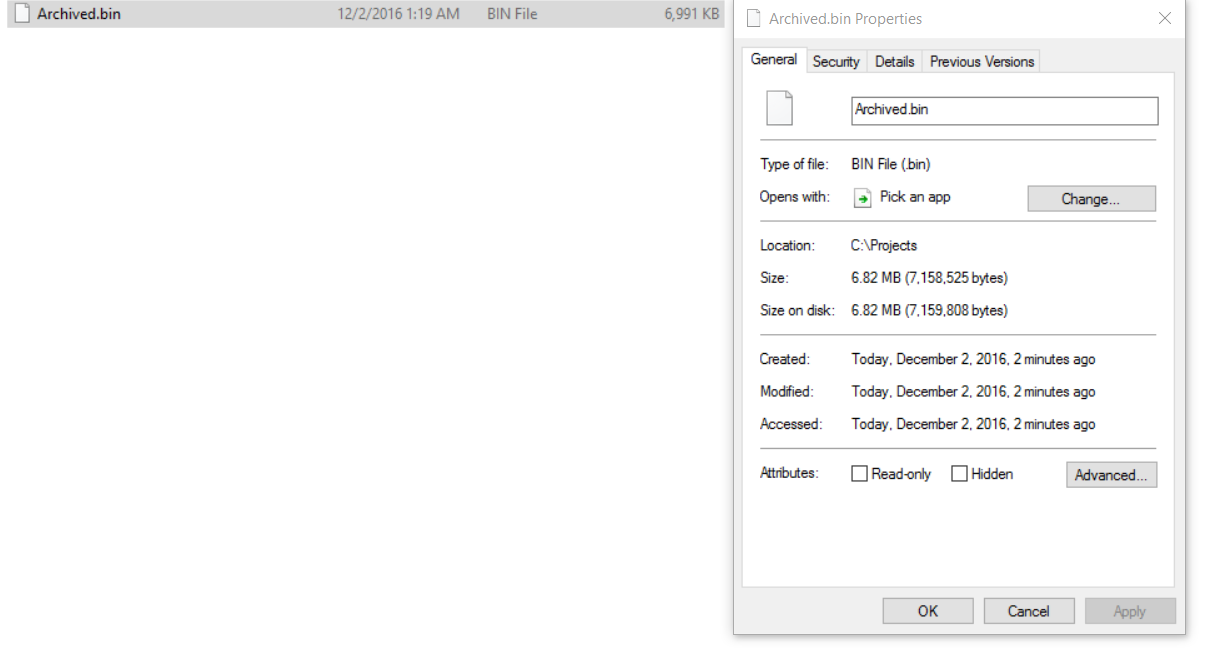 Archived.bin 12/2/2016 1:19 AM BIN File 6,991 KB
Archived.bin Properties
General Security Details Previous Versions
Archived.bin
Type of file: BIN File (.bin)
Opens with: Pick an app Change...
Location: C:\Projects
Size: 6.82 MB (7,158,525 bytes)
Size on disk: 6.82 MB (7,159,808 bytes)
Created: Today, December 2, 2016, 2 minutes ago
Modified: Today, December 2, 2016, 2 minutes ago
Accessed: Today, December 2, 2016, 2 minutes ago
Attributes: Read-only Hidden Advanced...
OK Cancel Apply